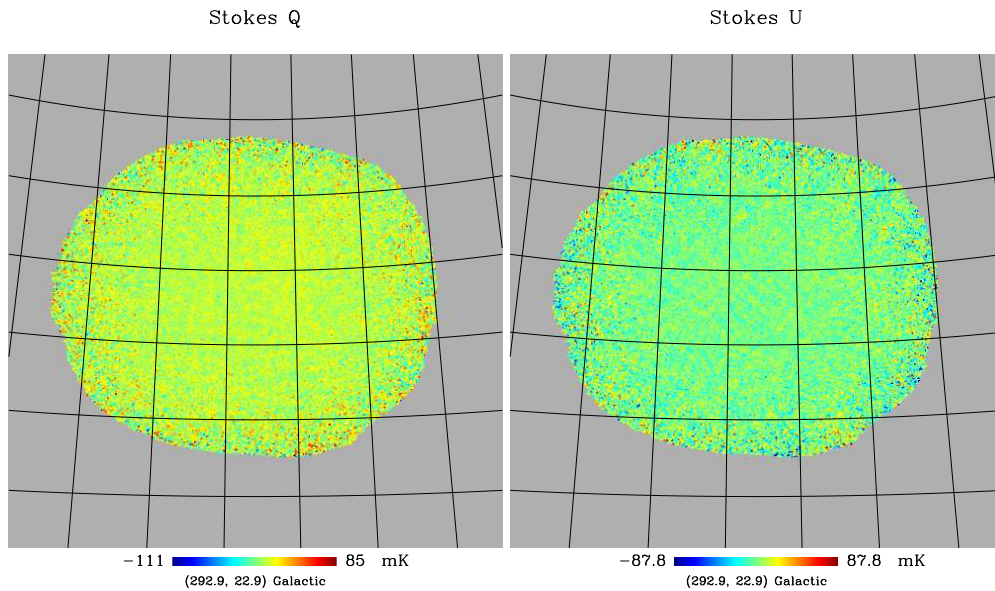 Stokes Q
Stokes U
-111 85 mK
-87.8 87.8 mK
(292.9, 22.9) Galactic
(292.9, 22.9) Galactic